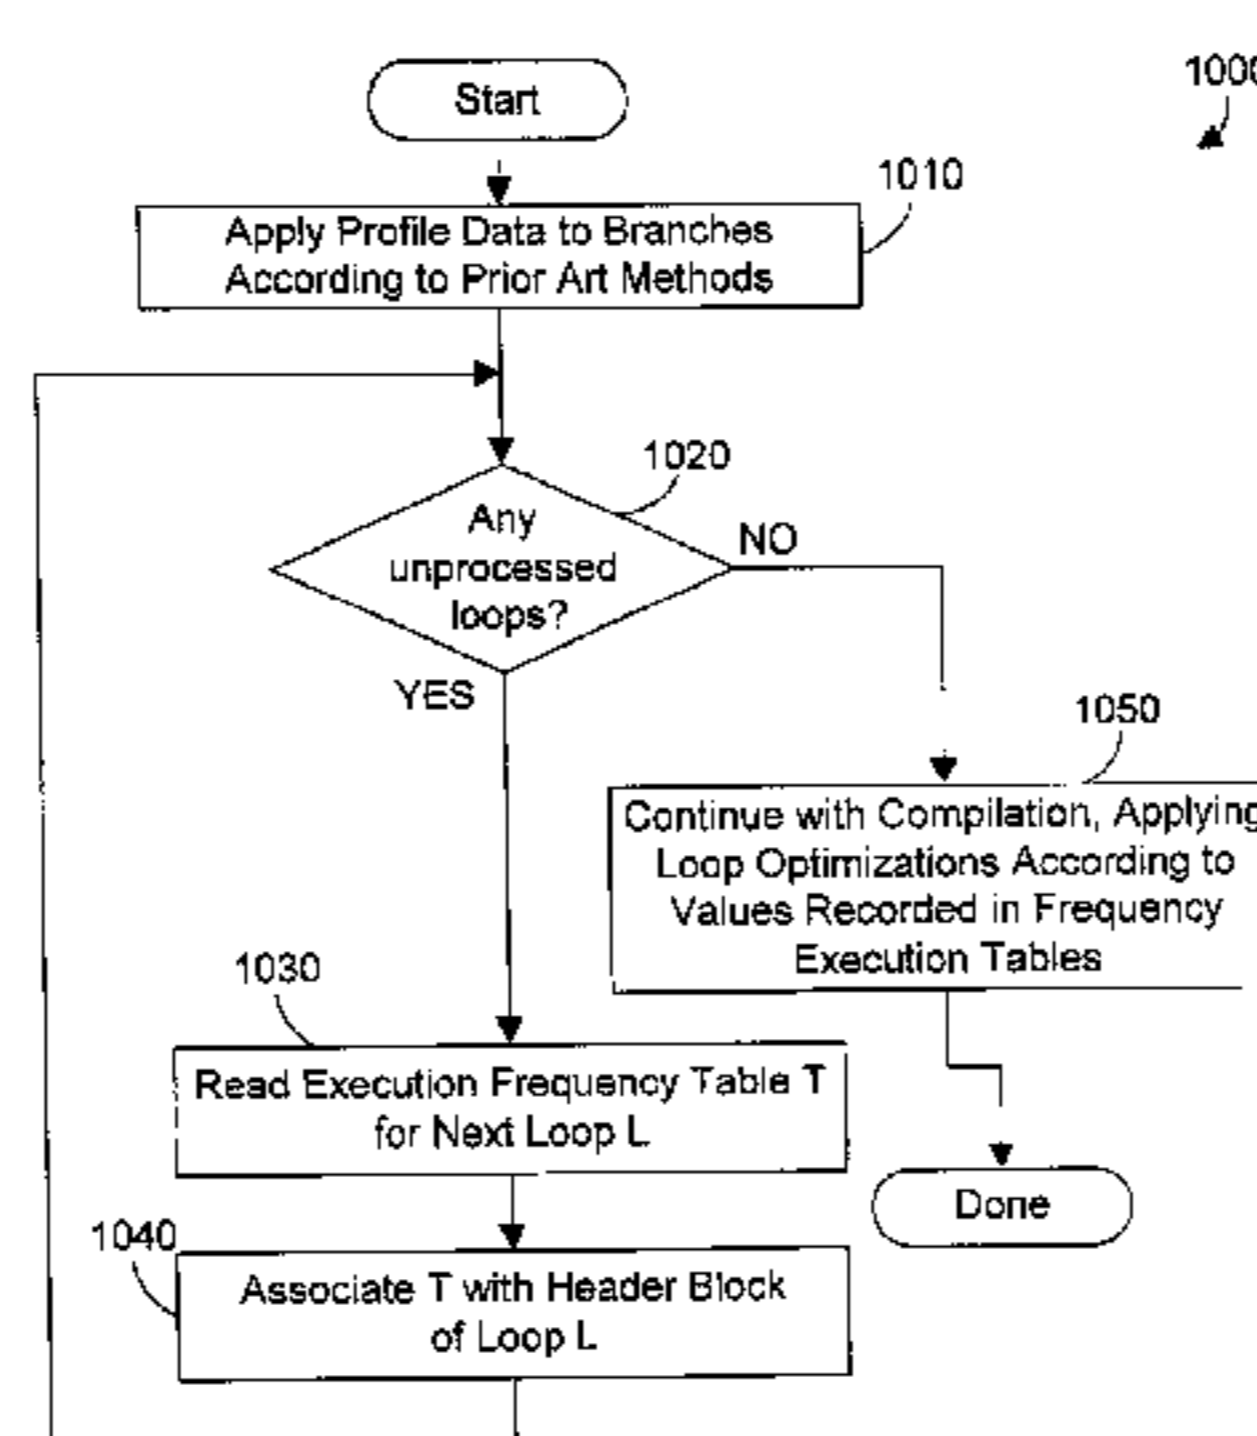 1000
Start
1010
Apply Profile Data to Branches
According to Prior Art Methods
1020
Any
unprocessed
loops?
NO
YES
1050
Continue with Compilation, Applying
Loop Optimizations According to
Values Recorded in Frequency
Execution Tables
1030
Read Execution Frequency Table T
for Next Loop L
Done
1040
Associate T with Header Block
of Loop L